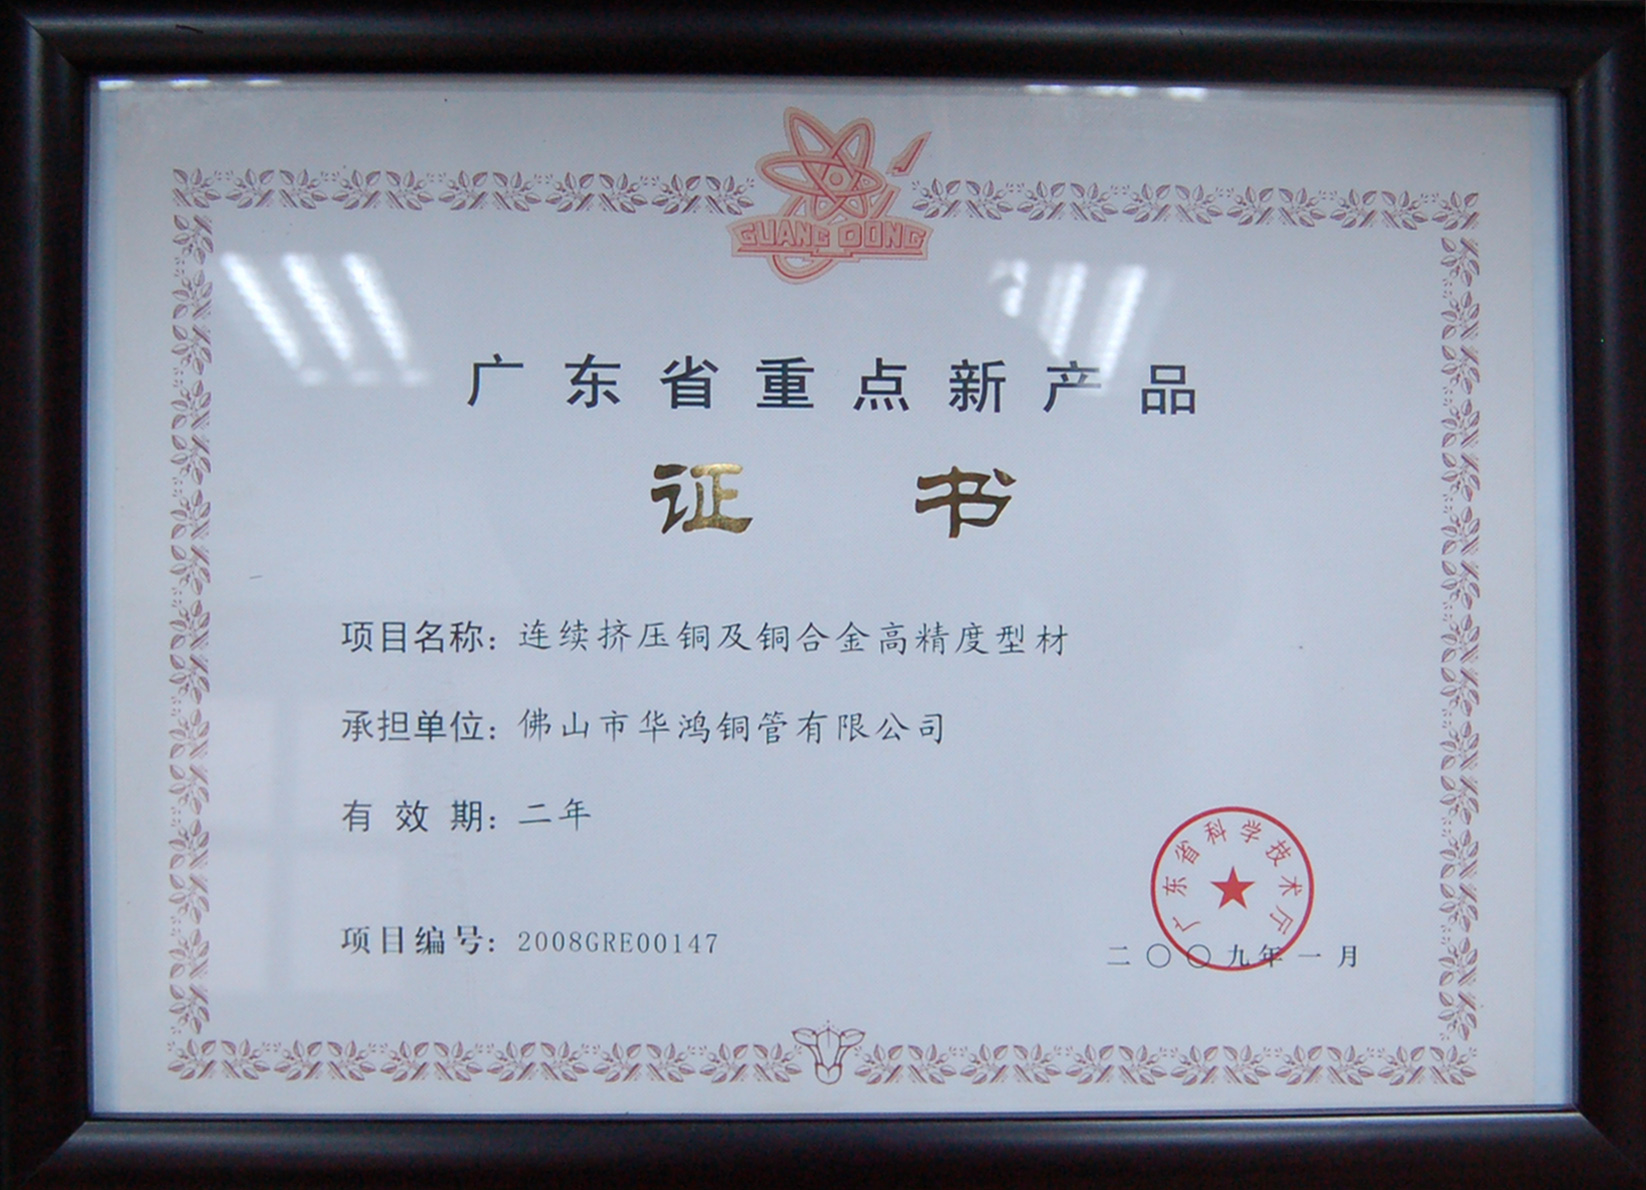 GUANG DONG
广东省重点新产品
证书
项目名称：连续挤压铜及铜合金高精度型材
承担单位：佛山市华鸿铜管有限公司
有效期：二年
广东省科学技术厅
项目编号：2008GRE00147
二〇〇九年一月